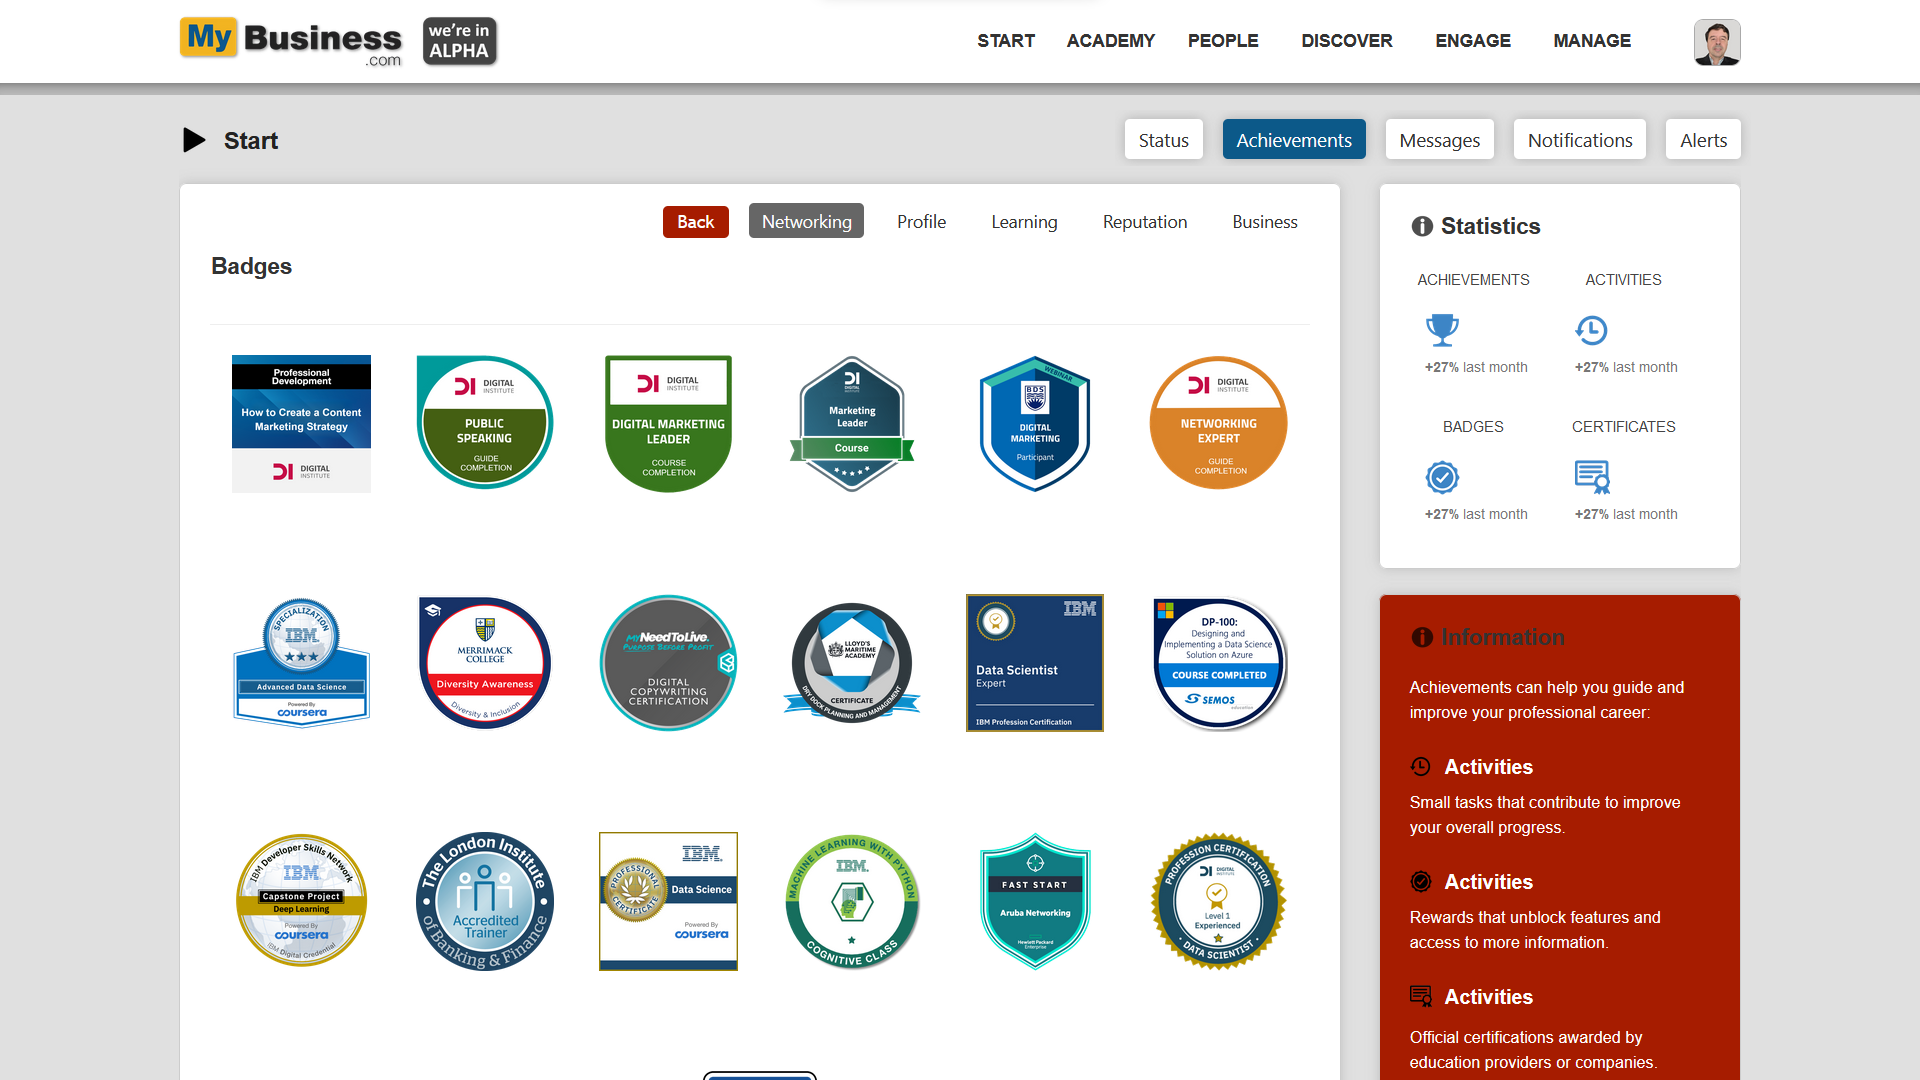 My Business
.com
we're in
ALPHA
START
ACADEMY
PEOPLE
DISCOVER
ENGAGE
MANAGE
Start
Status
Achievements
Messages
Notifications
Alerts
Back
Networking
Profile
Learning
Reputation
Business
Badges
Professional
Development
How to Create a Content
Marketing Strategy
DI DIGITAL
INSTITUTE
DI DIGITAL
INSTITUTE
PUBLIC
SPEAKING
GUIDE
COMPLETION
DI DIGITAL
INSTITUTE
DIGITAL MARKETING
LEADER
COURSE
COMPLETION
DI
DIGITAL
INSTITUTE
Marketing
Leader
Course
WEBINAR
BDS
DIGITAL
MARKETING
Participant
DI DIGITAL
INSTITUTE
NETWORKING
EXPERT
GUIDE
COMPLETION
SPECIALIZATION
IBM
Advanced Data Science
Powered By
coursera
MERRIMACK
COLLEGE
Diversity Awareness
Diversity & Inclusion
MyNeedToLive.
PURPOSE BEFORE PROFIT
DIGITAL
COPYWRITING
CERTIFICATION
LLOYD'S
MARITIME
ACADEMY
CERTIFICATE
DRY DOCK PLANNING AND MANAGEMENT
IBM
Data Scientist
Expert
IBM Profession Certification
DP-100:
Designing and
Implementing a Data Science
Solution on Azure
COURSE COMPLETED
SEMOS
education
IBM Developer Skills Network
IBM
Capstone Project
Deep Learning
Powered By
coursera
IBM Digital Credential
The London Institute
Accredited
Trainer
of Banking & Finance
IBM
PROFESSIONAL
CERTIFICATE
Data Science
Powered By
coursera
MACHINE LEARNING WITH PYTHON
IBM
COGNITIVE CLASS
FAST START
Aruba Networking
Hewlett Packard
Enterprise
PROFESSION CERTIFICATION
DI DIGITAL
INSTITUTE
Level 1
Experienced
DATA SCIENTIST
Statistics
ACHIEVEMENTS
ACTIVITIES
+27% last month
+27% last month
BADGES
CERTIFICATES
+27% last month
+27% last month
Information
Achievements can help you guide and
improve your professional career:
Activities
Small tasks that contribute to improve
your overall progress.
Activities
Rewards that unblock features and
access to more information.
Activities
Official certifications awarded by
education providers or companies.